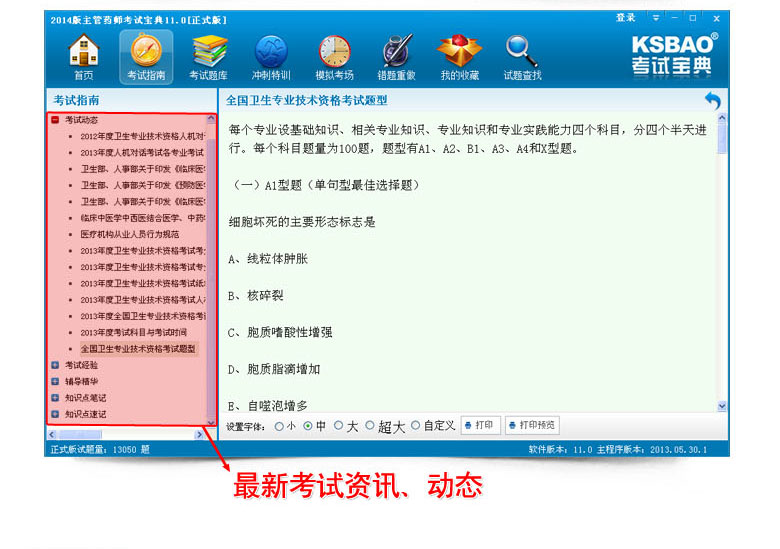 2014版主管药师考试宝典11.0[正式版]
登录
首页
考试指南
考试题库
冲刺特训
模拟考场
错题重做
我的收藏
试题查找
KSBAO®
考试宝典
考试指南
全国卫生专业技术资格考试题型
考试动态
2012年度卫生专业技术资格人机对
2013年度人机对话考试各专业考试
卫生部、人事部关于印发《临床医
卫生部、人事部关于印发《预防医
卫生部、人事部关于印发《临床医
临床中医学中西医结合医学、中药
医疗机构从业人员行为规范
2013年度卫生专业技术资格考试考
2013年度卫生专业技术资格考试专
2013年度卫生专业技术资格考试纸
2013年度卫生专业技术资格考试人
2013年度全国卫生专业技术资格考
2013年度考试科目与考试时间
全国卫生专业技术资格考试题型
考试经验
辅导精华
知识点笔记
知识点速记
每个专业设基础知识、相关专业知识、专业知识和专业实践能力四个科目，分四个半天进
行。每个科目题量为100题，题型有A1、A2、B1、A3、A4和X型题。
（一）A1型题（单句型最佳选择题）
细胞坏死的主要形态标志是
A、线粒体肿胀
B、核碎裂
C、胞质嗜酸性增强
D、胞质脂滴增加
E、自噬泡增多
设置字体： 小 中 大 超大 自定义 打印 打印预览
正式版试题量：13050 题
软件版本：11.0 主程序版本：2013.05.30.1
最新考试资讯、动态